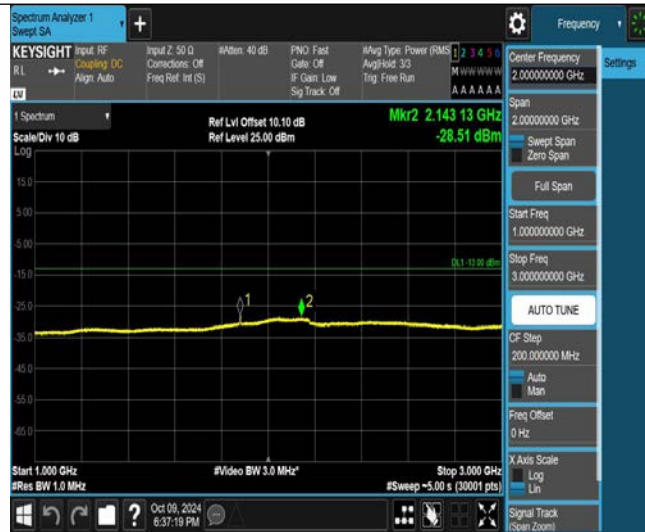 Spectrum Analyzer 1
Swept SA
+
Frequency
KEYSIGHT
RL
LXI
Input: RF
Coupling: DC
Align: Auto
Input Z: 50 Ω
Corrections: Off
Freq Ref: Int (S)
#Atten: 40 dB
PNO: Fast
Gate: Off
IF Gain: Low
Sig Track: Off
#Avg Type: Power (RMS
Avg|Hold: 3/3
Trig: Free Run
1 2 3 4 5 6
M W W W W W
A A A A A A
1 Spectrum
Scale/Div 10 dB
Log
Ref Lvl Offset 10.10 dB
Ref Level 25.00 dBm
Mkr2 2.143 13 GHz
-28.51 dBm
15.0
5.00
-5.00
-15.0
-25.0
-35.0
-45.0
-55.0
-65.0
DL1 -13.00 dBm
1
2
Start 1.000 GHz
#Res BW 1.0 MHz
#Video BW 3.0 MHz*
Stop 3.000 GHz
#Sweep ~5.00 s (30001 pts)
?
Oct 09, 2024
6:37:19 PM
Center Frequency
2.000000000 GHz
Settings
Span
2.00000000 GHz
Swept Span
Zero Span
Full Span
Start Freq
1.000000000 GHz
Stop Freq
3.000000000 GHz
AUTO TUNE
CF Step
200.000000 MHz
Auto
Man
Freq Offset
0 Hz
X Axis Scale
Log
Lin
Signal Track
(Span Zoom)